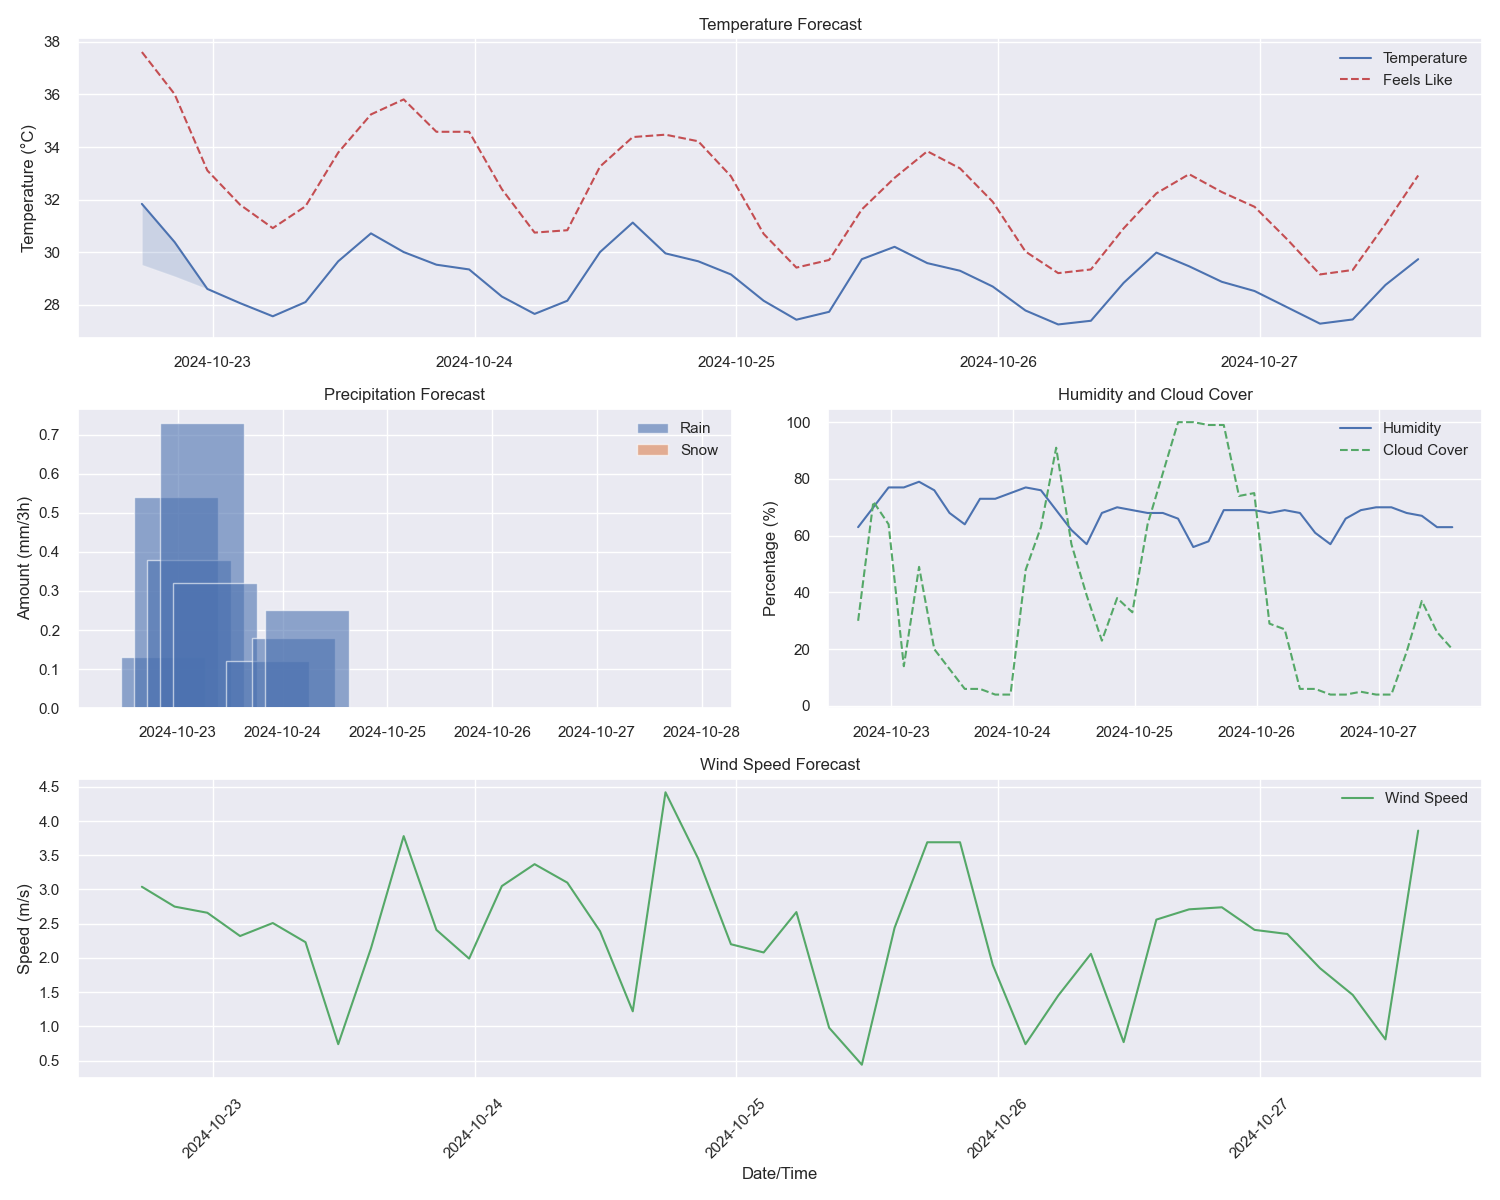 Temperature Forecast
38
36
34
32
30
28
Temperature (°C)
Temperature
Feels Like
2024-10-23 2024-10-24 2024-10-25 2024-10-26 2024-10-27
Precipitation Forecast
0.7
0.6
0.5
0.4
0.3
0.2
0.1
0.0
Amount (mm/3h)
Rain
Snow
2024-10-23 2024-10-24 2024-10-25 2024-10-26 2024-10-27 2024-10-28
Humidity and Cloud Cover
100
80
60
40
20
0
Percentage (%)
Humidity
Cloud Cover
2024-10-23 2024-10-24 2024-10-25 2024-10-26 2024-10-27
Wind Speed Forecast
4.5
4.0
3.5
3.0
2.5
2.0
1.5
1.0
0.5
Speed (m/s)
Wind Speed
2024-10-23 2024-10-24 2024-10-25 2024-10-26 2024-10-27
Date/Time